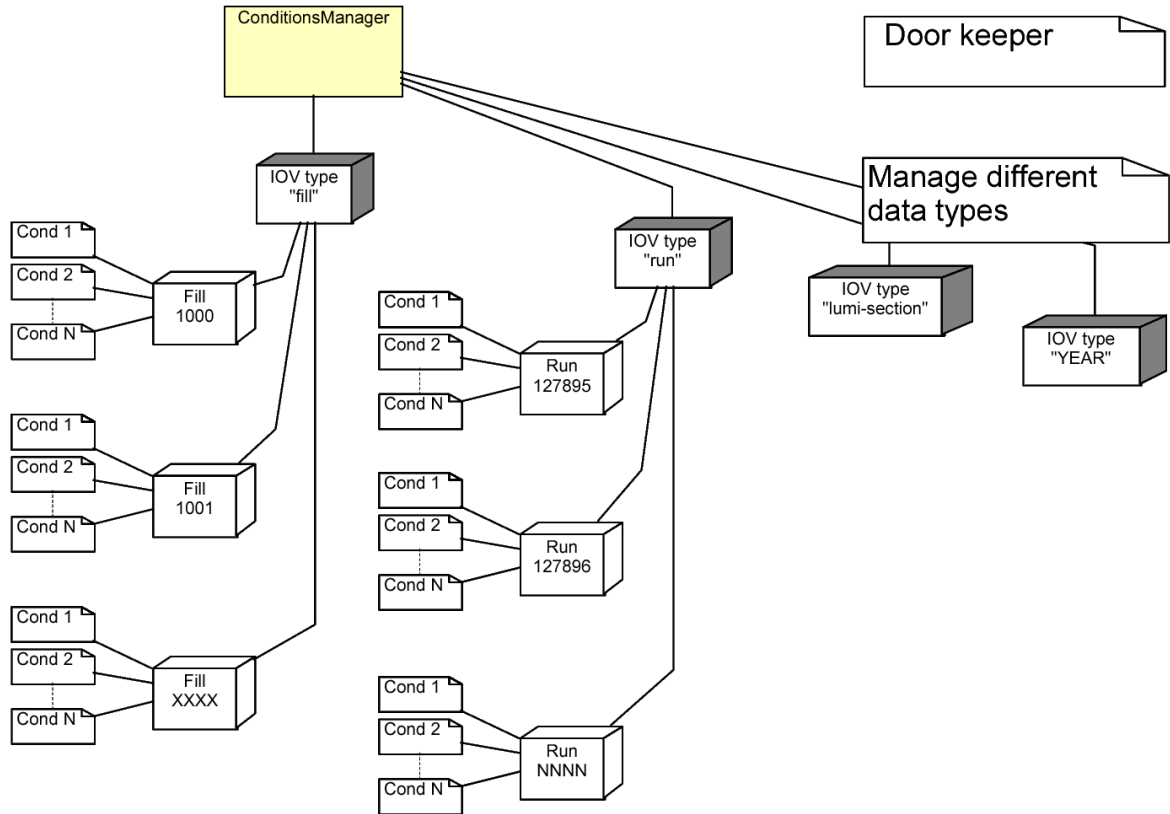 ConditionsManager
Door keeper
IOV type
"fill"
Manage different
data types
IOV type
"run"
IOV type
"lumi-section"
IOV type
"YEAR"
Cond 1
Cond 2
Cond N
Fill
1000
Cond 1
Cond 2
Cond N
Run
127895
Cond 1
Cond 2
Cond N
Fill
1001
Cond 1
Cond 2
Cond N
Run
127896
Cond 1
Cond 2
Cond N
Fill
XXXX
Cond 1
Cond 2
Cond N
Run
NNNN